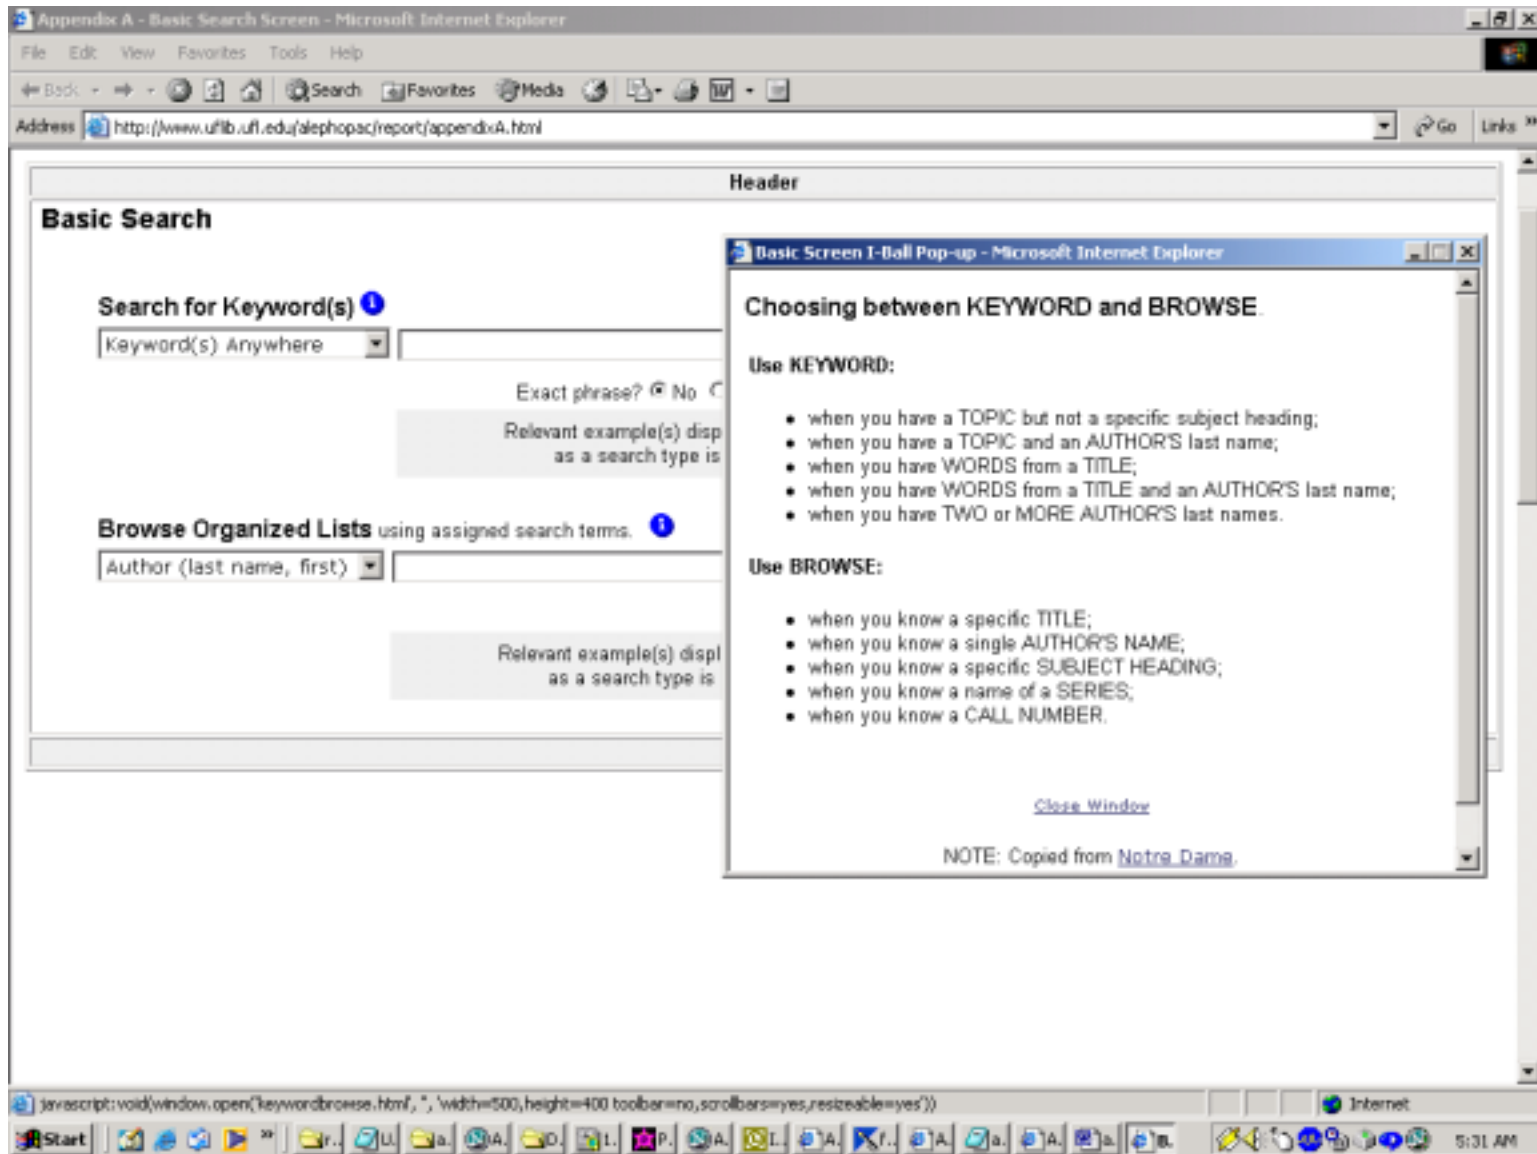 Appendix A - Basic Search Screen - Microsoft Internet Explorer
File Edit View Favorites Tools Help
Back Search Favorites Media
Address http://www.uflib.ufl.edu/alephopac/report/appendixA.html Go Links »
Header
Basic Search
Search for Keyword(s)
Keyword(s) Anywhere
Exact phrase? No
Relevant example(s) disp
as a search type is
Browse Organized Lists using assigned search terms.
Author (last name, first)
Relevant example(s) displ
as a search type is
Basic Screen I-Ball Pop-up - Microsoft Internet Explorer
Choosing between KEYWORD and BROWSE.
Use KEYWORD:
• when you have a TOPIC but not a specific subject heading;
• when you have a TOPIC and an AUTHOR'S last name;
• when you have WORDS from a TITLE;
• when you have WORDS from a TITLE and an AUTHOR'S last name;
• when you have TWO or MORE AUTHOR'S last names.
Use BROWSE:
• when you know a specific TITLE;
• when you know a single AUTHOR'S NAME;
• when you know a specific SUBJECT HEADING;
• when you know a name of a SERIES;
• when you know a CALL NUMBER.
Close Window
NOTE: Copied from Notre Dame.
javascript:void(window.open('keywordbrowse.html', '', 'width=500,height=400 toolbar=no,scrollbars=yes,resizeable=yes')) Internet
Start 5:31 AM